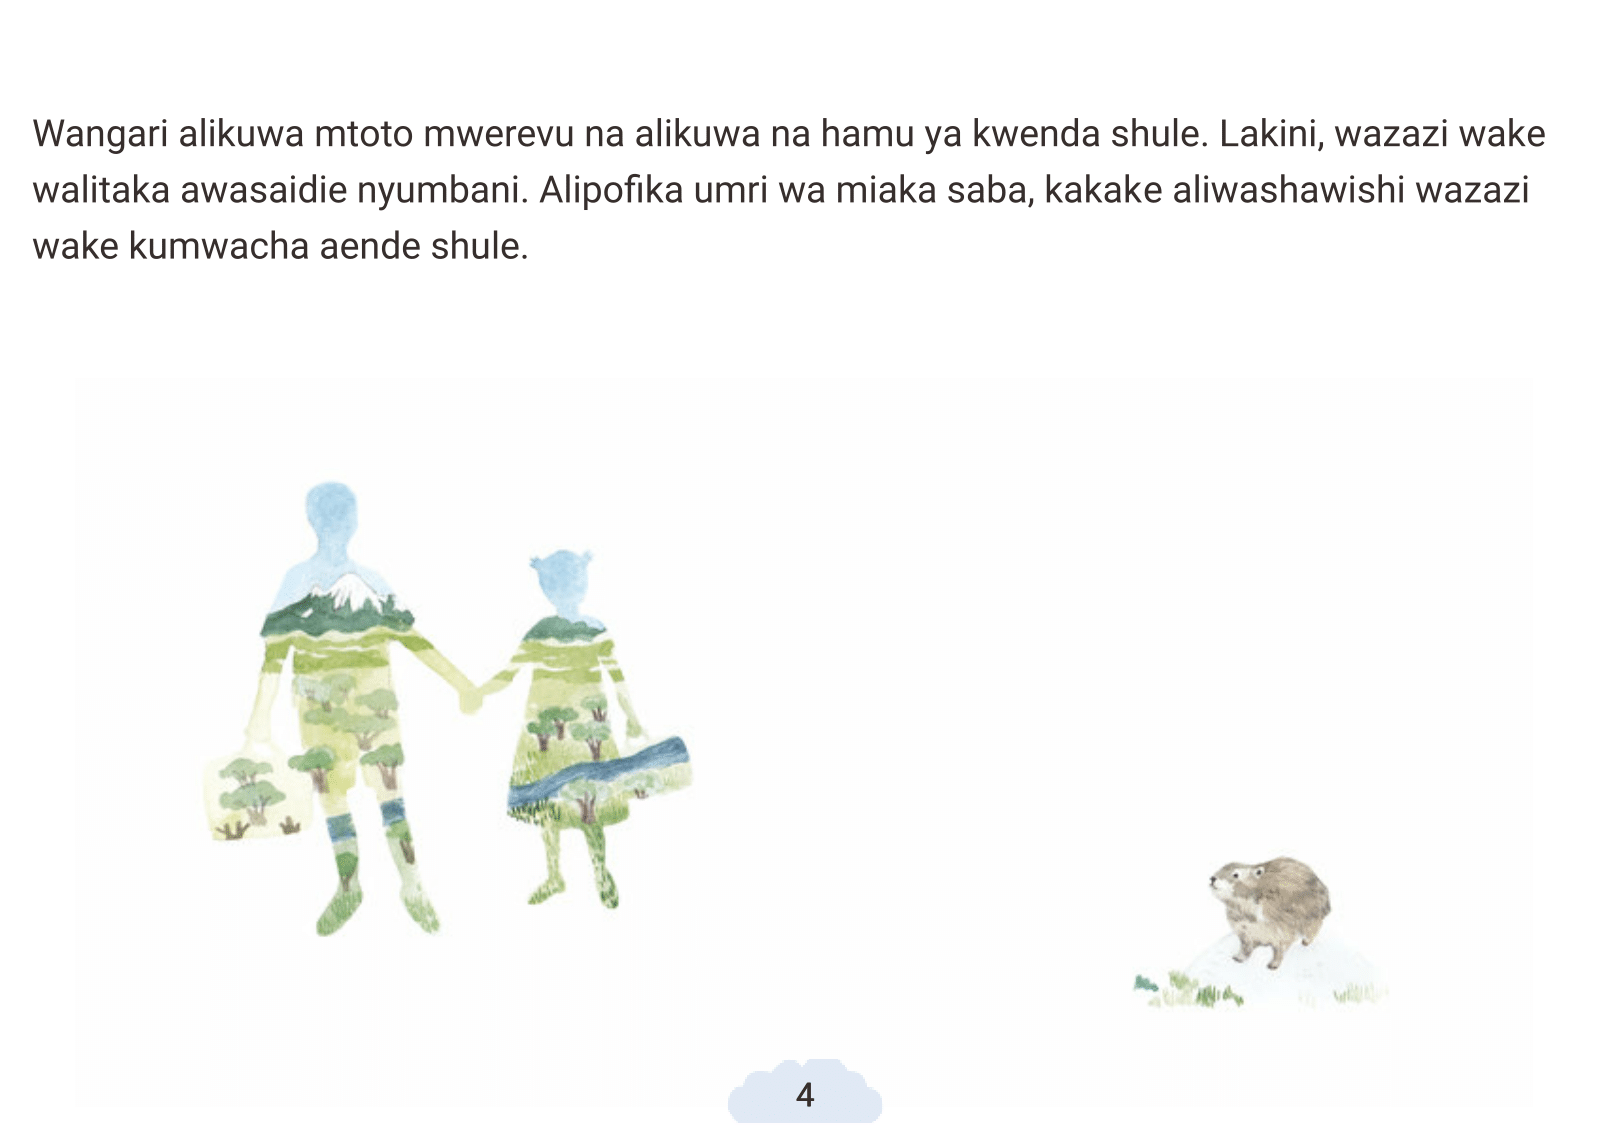 Wangari alikuwa mtoto mwerevu na alikuwa na hamu ya kwenda shule. Lakini, wazazi wake
walitaka awasaidie nyumbani. Alipofika umri wa miaka saba, kakake aliwashawishi wazazi
wake kumwacha aende shule.
4